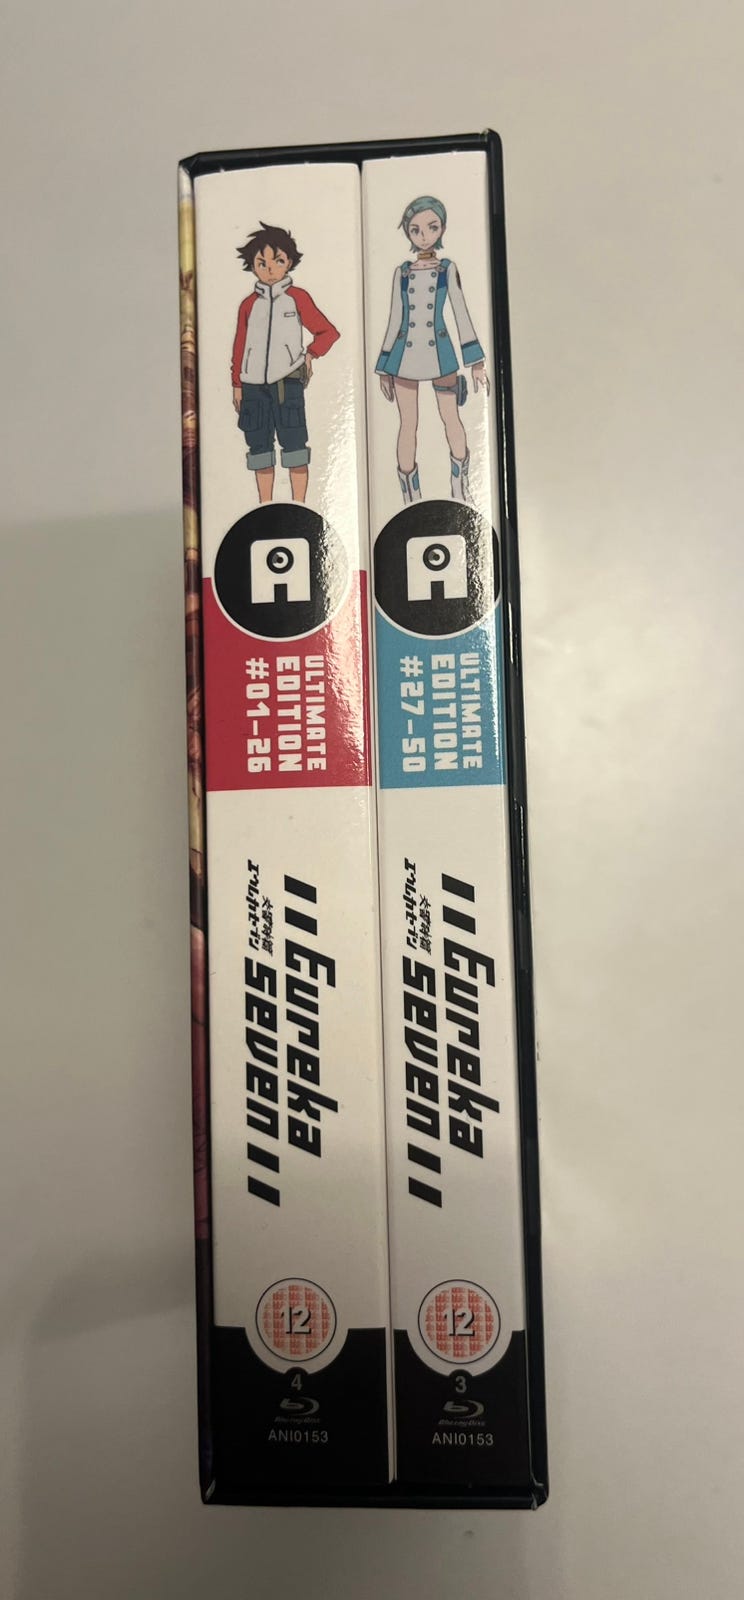 ULTIMATE
EDITION
#01-26
Eureka
Seven
交響詩篇
エウレカセブン
12
4
Blu-ray Disc
ANI0153
ULTIMATE
EDITION
#27-50
Eureka
Seven
交響詩篇
エウレカセブン
12
3
Blu-ray Disc
ANI0153